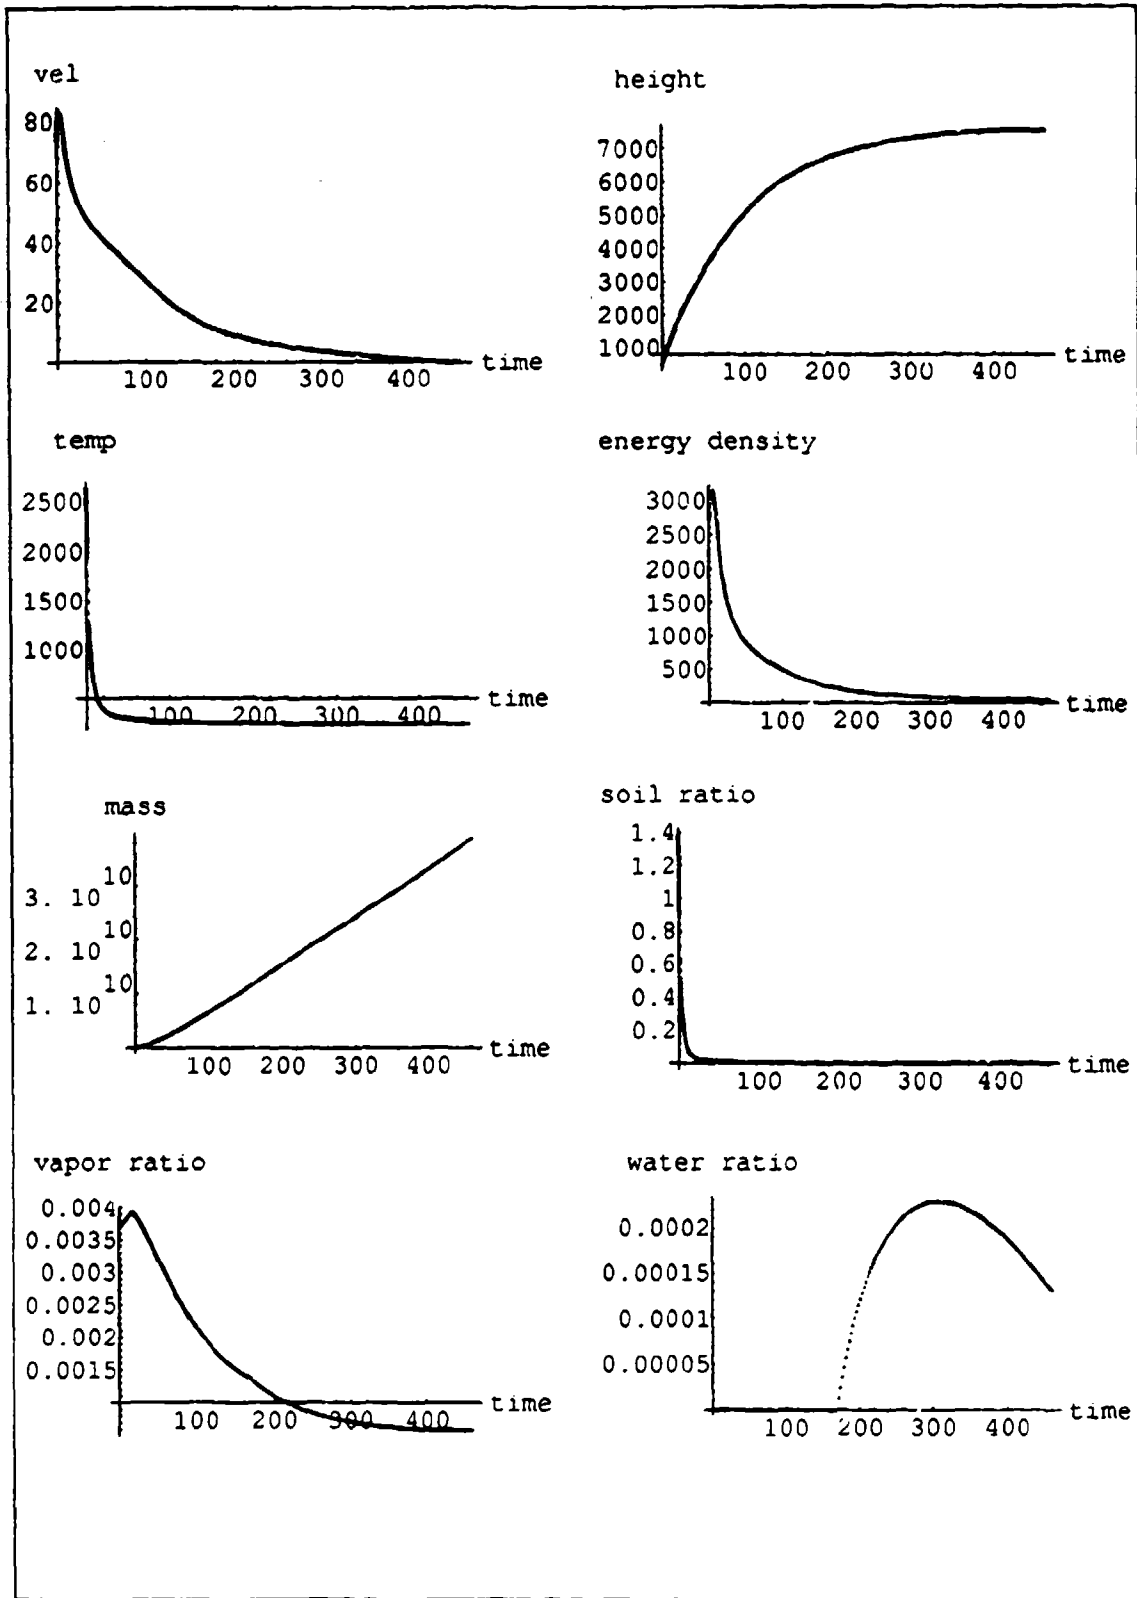 vel
80
60
40
20
100 200 300 400
time
height
7000
6000
5000
4000
3000
2000
1000
100 200 300 400
time
temp
2500
2000
1500
1000
100 200 300 400
time
energy density
3000
2500
2000
1500
1000
500
100 200 300 400
time
mass
3. 10^10
2. 10^10
1. 10^10
100 200 300 400
time
soil ratio
1.4
1.2
1
0.8
0.6
0.4
0.2
100 200 300 400
time
vapor ratio
0.004
0.0035
0.003
0.0025
0.002
0.0015
100 200 300 400
time
water ratio
0.0002
0.00015
0.0001
0.00005
100 200 300 400
time